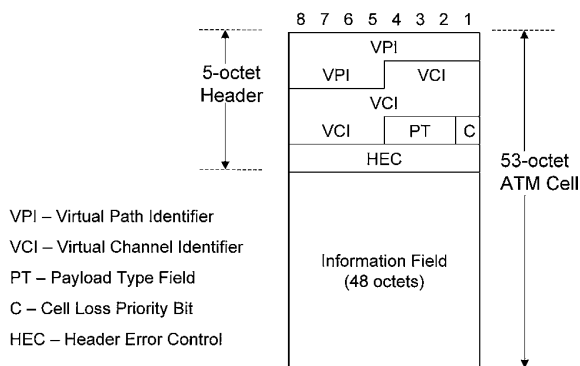 8 7 6 5 4 3 2 1
VPI
VPI VCI
VCI
VCI PT C
HEC
5-octet
Header
53-octet
ATM Cell
Information Field
(48 octets)
VPI – Virtual Path Identifier
VCI – Virtual Channel Identifier
PT – Payload Type Field
C – Cell Loss Priority Bit
HEC – Header Error Control